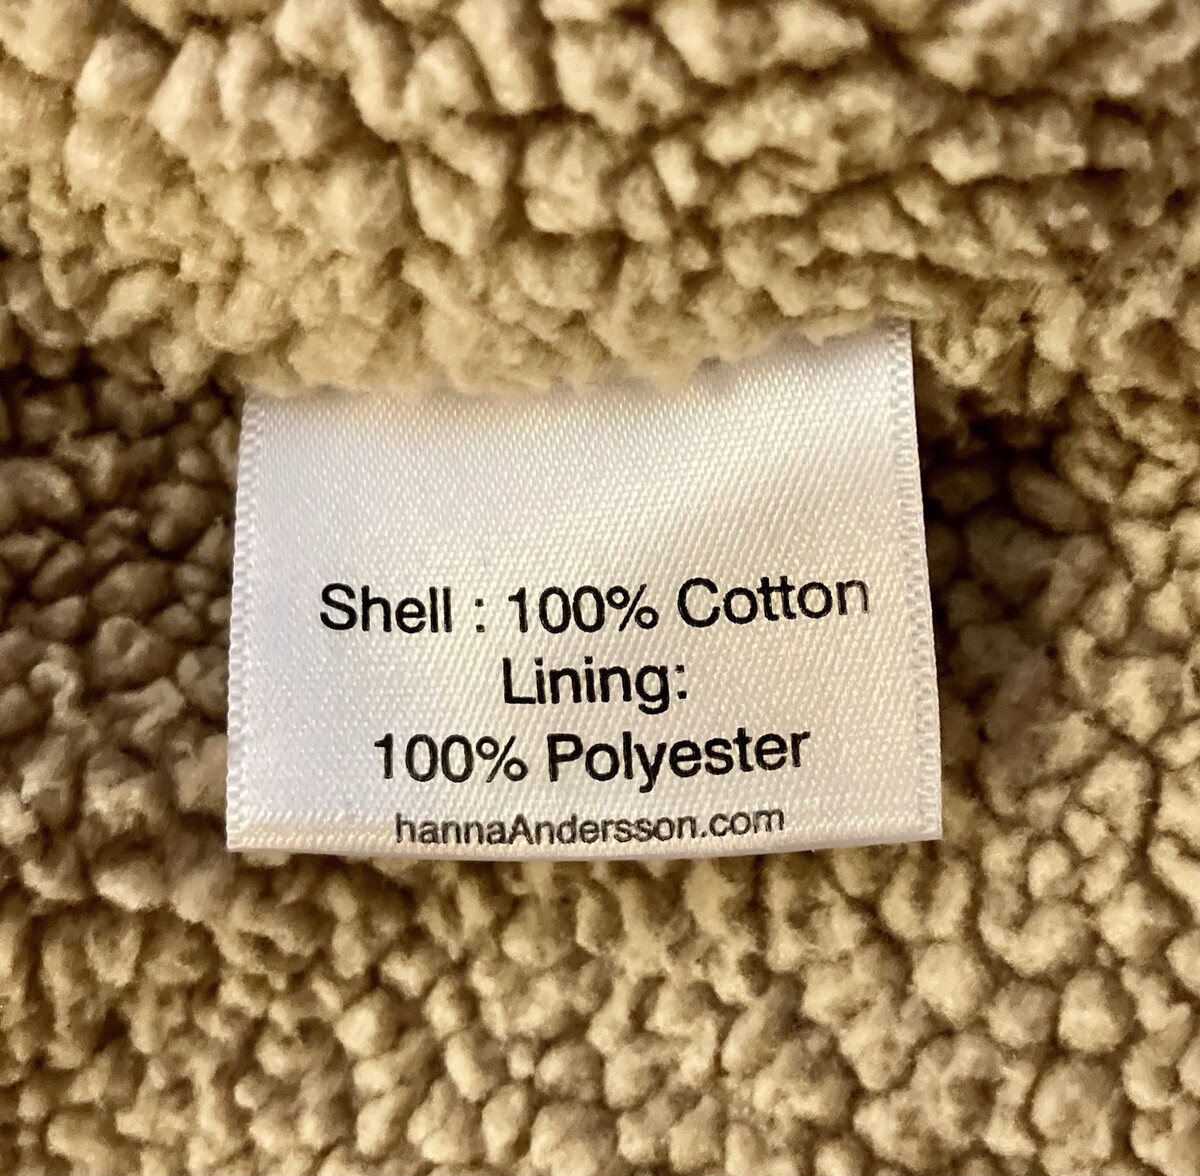 Shell : 100% Cotton
Lining:
100% Polyester
hannaAndersson.com